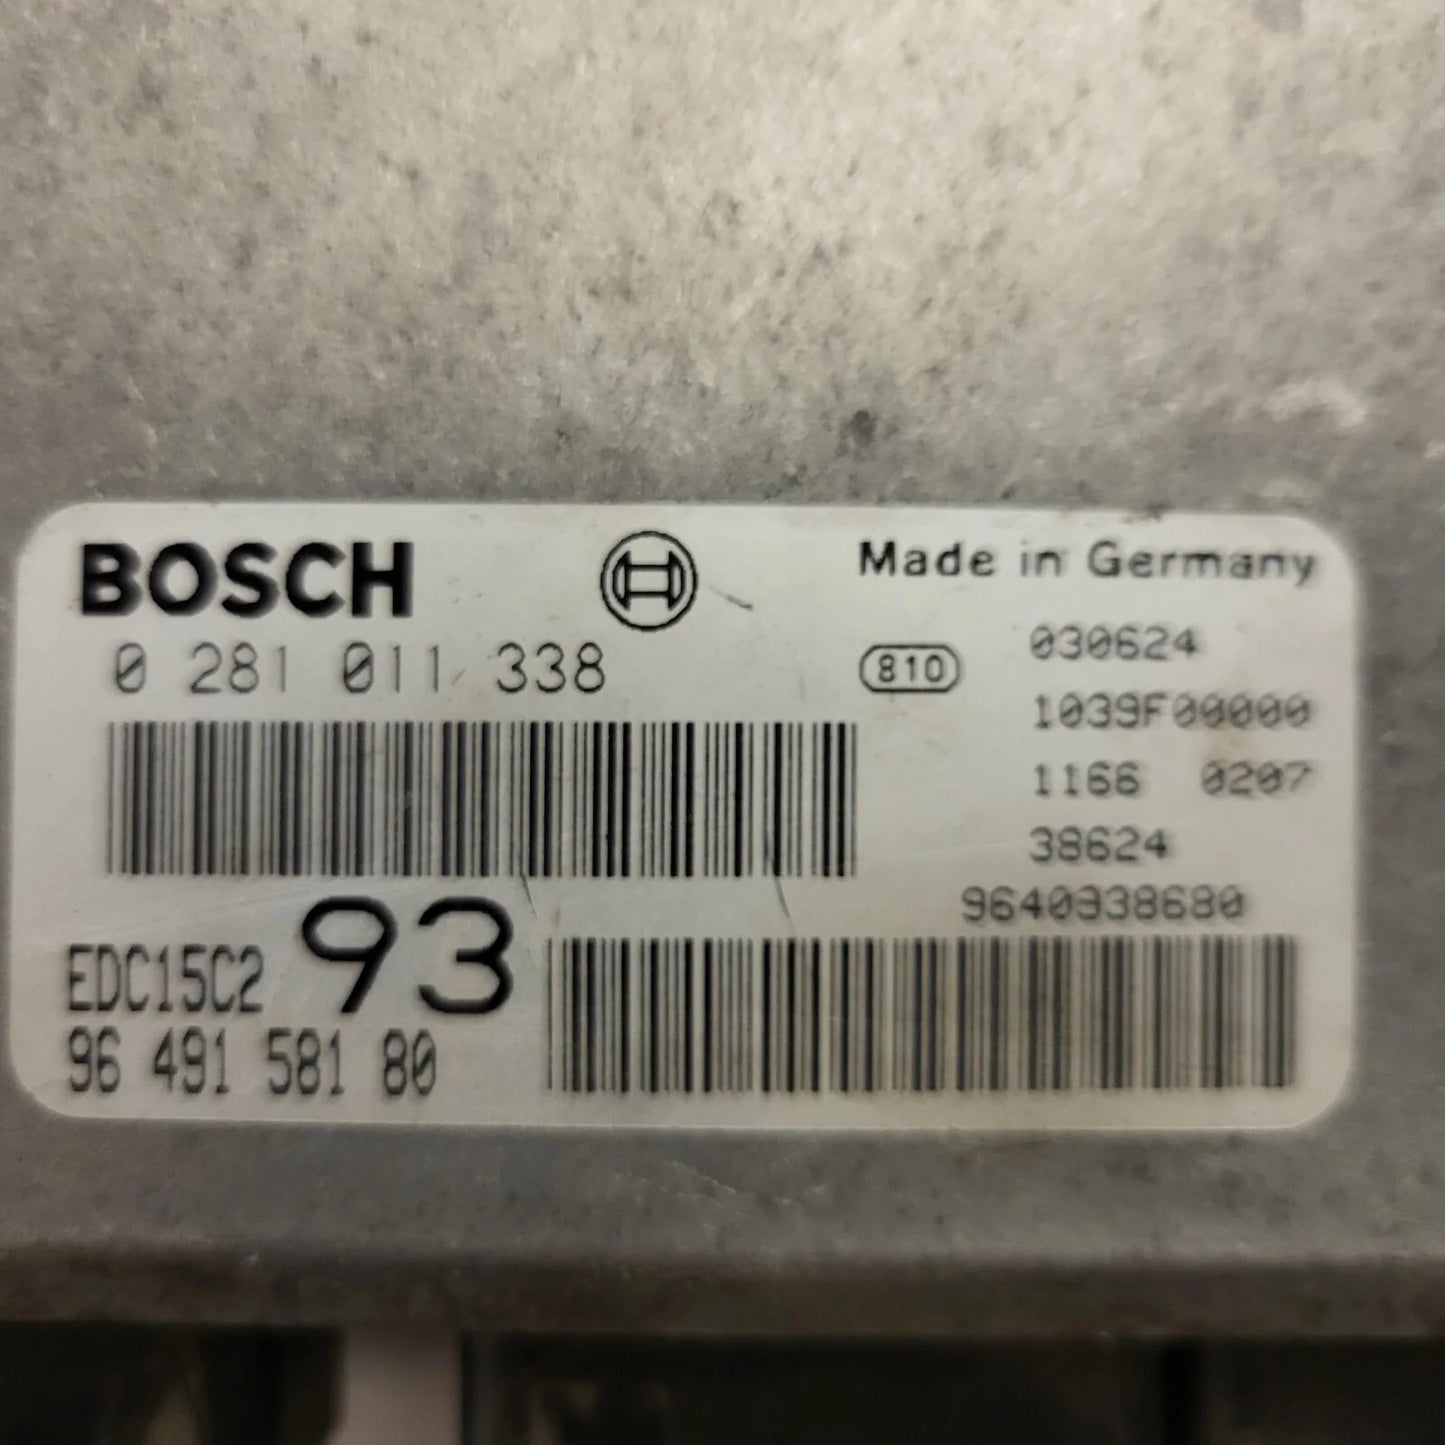 BOSCH
Made in Germany
0 281 011 338
810
030624
1039F00000
1166 0207
38624
9640938680
EDC15C2
93
96 491 581 80